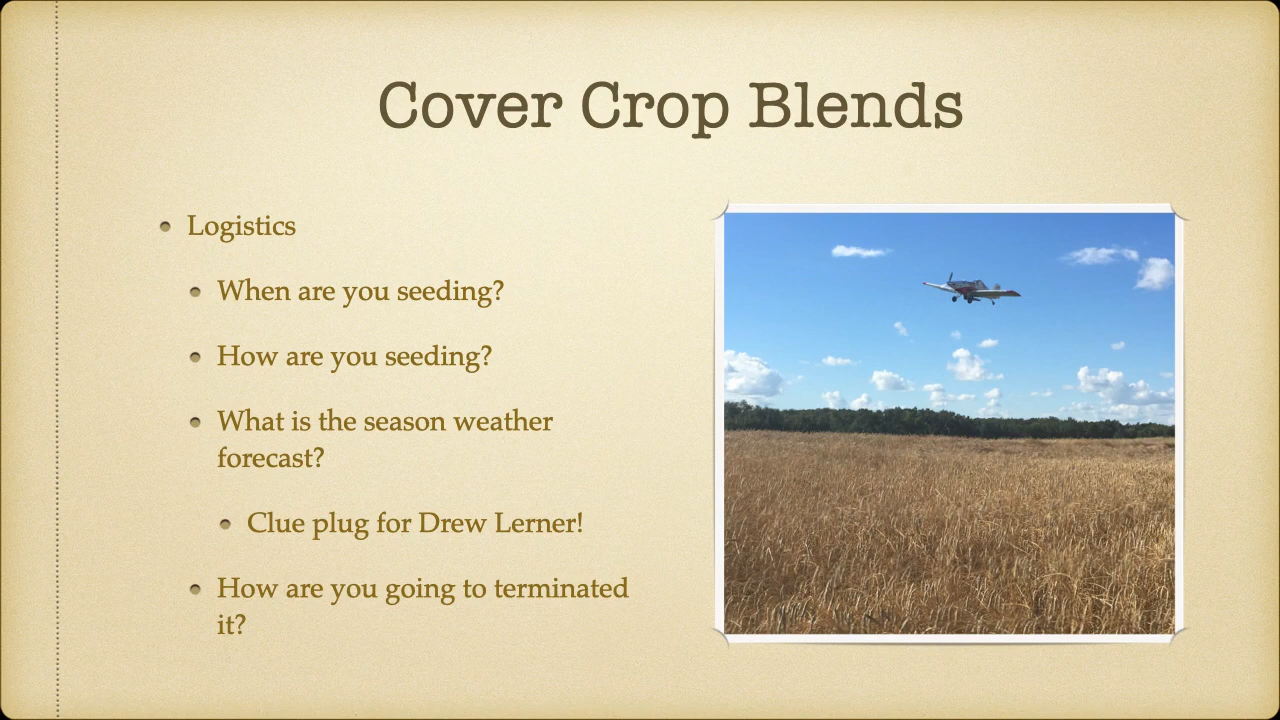 Cover Crop Blends
Logistics
When are you seeding?
How are you seeding?
What is the season weather
forecast?
Clue plug for Drew Lerner!
How are you going to terminated
it?